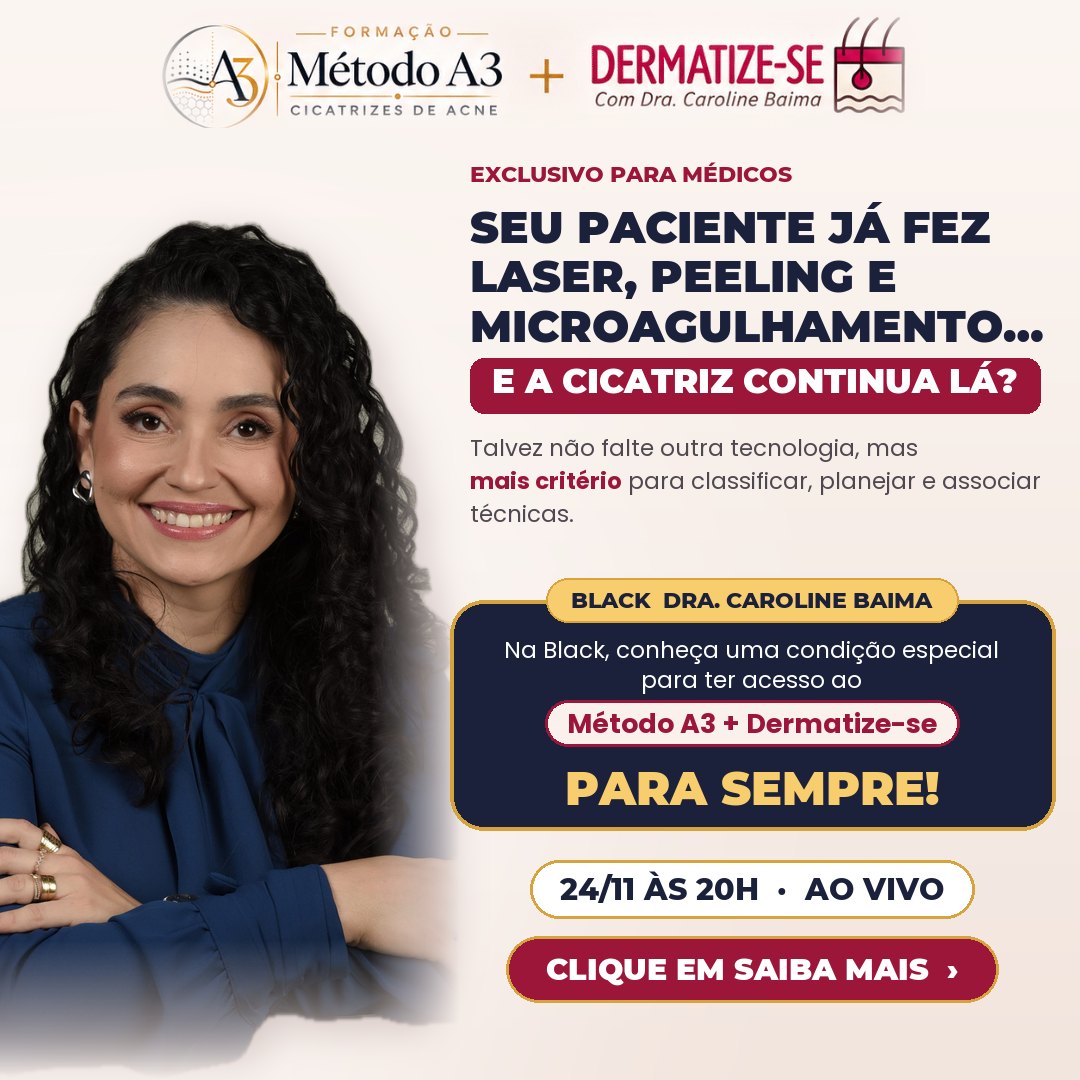 FORMAÇÃO
A3 Método A3
CICATRIZES DE ACNE
+
DERMATIZE-SE
Com Dra. Caroline Baima
EXCLUSIVO PARA MÉDICOS
SEU PACIENTE JÁ FEZ
LASER, PEELING E
MICROAGULHAMENTO...
E A CICATRIZ CONTINUA LÁ?
Talvez não falte outra tecnologia, mas
mais critério para classificar, planejar e associar
técnicas.
BLACK DRA. CAROLINE BAIMA
Na Black, conheça uma condição especial
para ter acesso ao
Método A3 + Dermatize-se
PARA SEMPRE!
24/11 ÀS 20H • AO VIVO
CLIQUE EM SAIBA MAIS ›